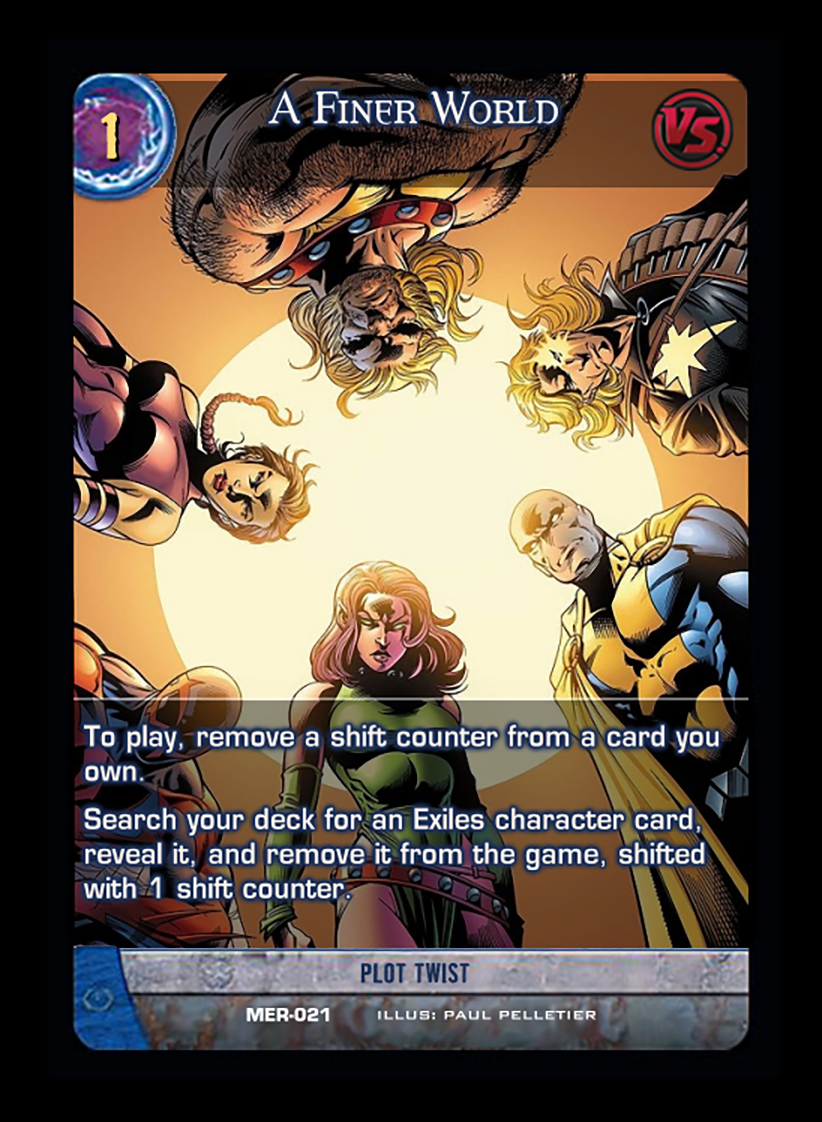 1
A Finer World
VS.
To play, remove a shift counter from a card you
own.
Search your deck for an Exiles character card,
reveal it, and remove it from the game, shifted
with 1 shift counter.
PLOT TWIST
MER-021 ILLUS: PAUL PELLETIER